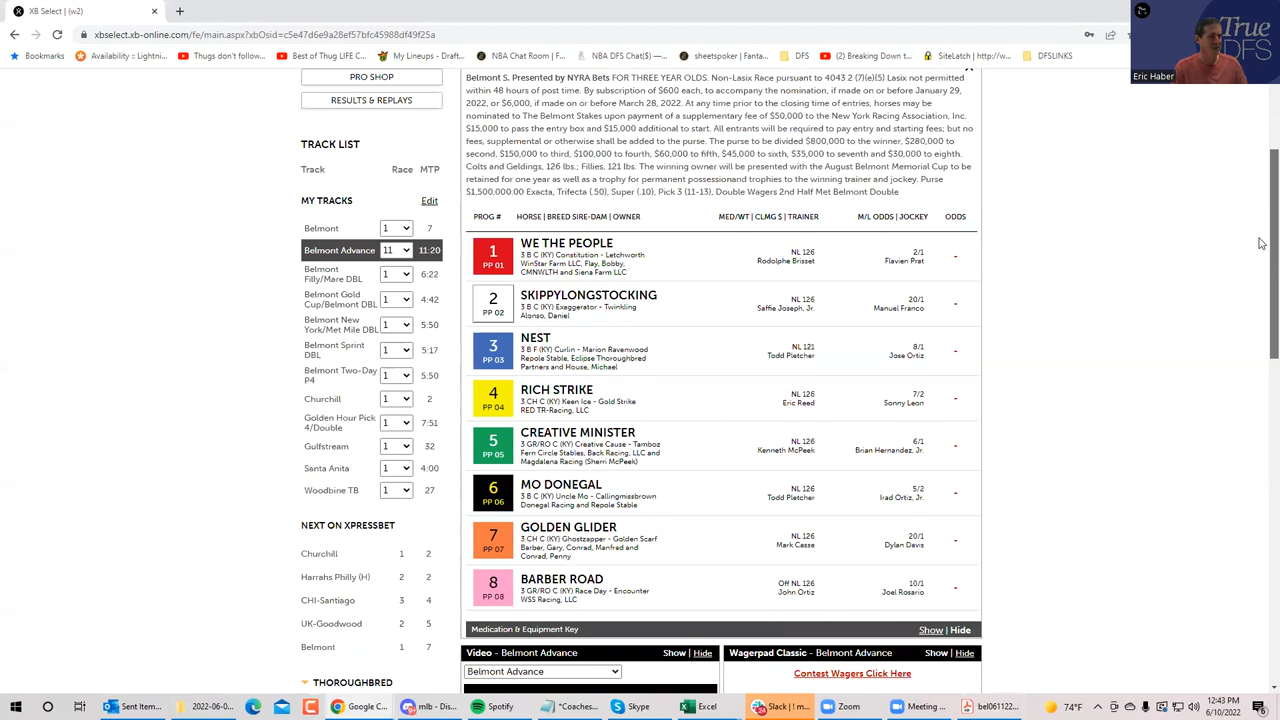 XB Select | (w2)
xbselect.xb-online.com/fe/main.aspx?xbOsid=c5e47d6e9a28ef57bfc45988df49f25a
Bookmarks
Availability :: Lightni...
Thugs don't follow...
Best of Thug LIFE C...
My Lineups - Draft...
NBA Chat Room | F...
NBA DFS Chat($) —...
sheetspoker | Fanta...
DFS
(2) Breaking Down t...
SiteLatch | http://w...
DFSLINKS
True
DFS
Eric Haber
PRO SHOP
RESULTS & REPLAYS
TRACK LIST
Track Race MTP
MY TRACKS Edit
Belmont 1 7
Belmont Advance 11 11:20
Belmont
Filly/Mare DBL 1 6:22
Belmont Gold
Cup/Belmont DBL 1 4:42
Belmont New
York/Met Mile DBL 1 5:50
Belmont Sprint
DBL 1 5:17
Belmont Two-Day
P4 1 5:50
Churchill 1 2
Golden Hour Pick
4/Double 1 7:51
Gulfstream 1 32
Santa Anita 1 4:00
Woodbine TB 1 27
NEXT ON XPRESSBET
Churchill 1 2
Harrahs Philly (H) 2 2
CHI-Santiago 3 4
UK-Goodwood 2 5
Belmont 1 7
THOROUGHBRED
Belmont S. Presented by NYRA Bets FOR THREE YEAR OLDS. Non-Lasix Race pursuant to 4043.2 (7)(e)(5) Lasix not permitted
within 48 hours of post time. By subscription of $600 each, to accompany the nomination, if made on or before January 29,
2022, or $6,000, if made on or before March 28, 2022. At any time prior to the closing time of entries, horses may be
nominated to The Belmont Stakes upon payment of a supplementary fee of $50,000 to the New York Racing Association, Inc.
$15,000 to pass the entry box and $15,000 additional to start. All entrants will be required to pay entry and starting fees; but no
fees, supplemental or otherwise shall be added to the purse. The purse to be divided $800,000 to the winner, $280,000 to
second, $150,000 to third, $100,000 to fourth, $60,000 to fifth, $45,000 to sixth, $35,000 to seventh and $30,000 to eighth.
Colts and Geldings, 126 lbs.; Fillies, 121 lbs. The winning owner will be presented with the August Belmont Memorial Cup to be
retained for one year as well as a trophy for permanent possessionand trophies to the winning trainer and jockey. Purse
$1,500,000.00 Exacta, Trifecta (.50), Super (.10), Pick 3 (11-13), Double Wagers 2nd Half Met Belmont Double
PROG # HORSE | BREED SIRE-DAM | OWNER MED/WT | CLMG $ | TRAINER M/L ODDS | JOCKEY ODDS
1 WE THE PEOPLE
PP 01 3 B C (KY) Constitution - Letchworth NL 126 2/1 -
WinStar Farm LLC, Flay, Bobby, Rodolphe Brisset Flavien Prat
CMNWLTH and Siena Farm LLC
2 SKIPPYLONGSTOCKING
PP 02 3 B C (KY) Exaggerator - Twinkling NL 126 20/1 -
Alonso, Daniel Saffie Joseph, Jr. Manuel Franco
3 NEST
PP 03 3 B F (KY) Curlin - Marion Ravenwood NL 121 8/1 -
Repole Stable, Eclipse Thoroughbred Todd Pletcher Jose Ortiz
Partners and House, Michael
4 RICH STRIKE
PP 04 3 CH C (KY) Keen Ice - Gold Strike NL 126 7/2 -
RED TR-Racing, LLC Eric Reed Sonny Leon
5 CREATIVE MINISTER
PP 05 3 GR/RO C (KY) Creative Cause - Tamboz NL 126 6/1 -
Fern Circle Stables, Back Racing, LLC and Kenneth McPeek Brian Hernandez, Jr.
Magdalena Racing (Sherri McPeek)
6 MO DONEGAL
PP 06 3 B C (KY) Uncle Mo - Callingmissbrown NL 126 5/2 -
Donegal Racing and Repole Stable Todd Pletcher Irad Ortiz, Jr.
7 GOLDEN GLIDER
PP 07 3 CH C (KY) Ghostzapper - Golden Scarf NL 126 20/1 -
Barber, Gary, Conrad, Manfred and Mark Casse Dylan Davis
Conrad, Penny
8 BARBER ROAD
PP 08 3 GR/RO C (KY) Race Day - Encounter Off NL 126 10/1 -
WSS Racing, LLC John Ortiz Joel Rosario
Medication & Equipment Key Show | Hide
Video - Belmont Advance Show | Hide
Belmont Advance
Wagerpad Classic - Belmont Advance Show | Hide
Contest Wagers Click Here
Sent Item...
2022-06-0...
Google C...
mlb - Disc...
Spotify
*Coaches...
Skype
Excel
24 Slack | ! m...
Zoom
Meeting ...
bel061122...
74°F
12:43 PM
6/10/2022
6